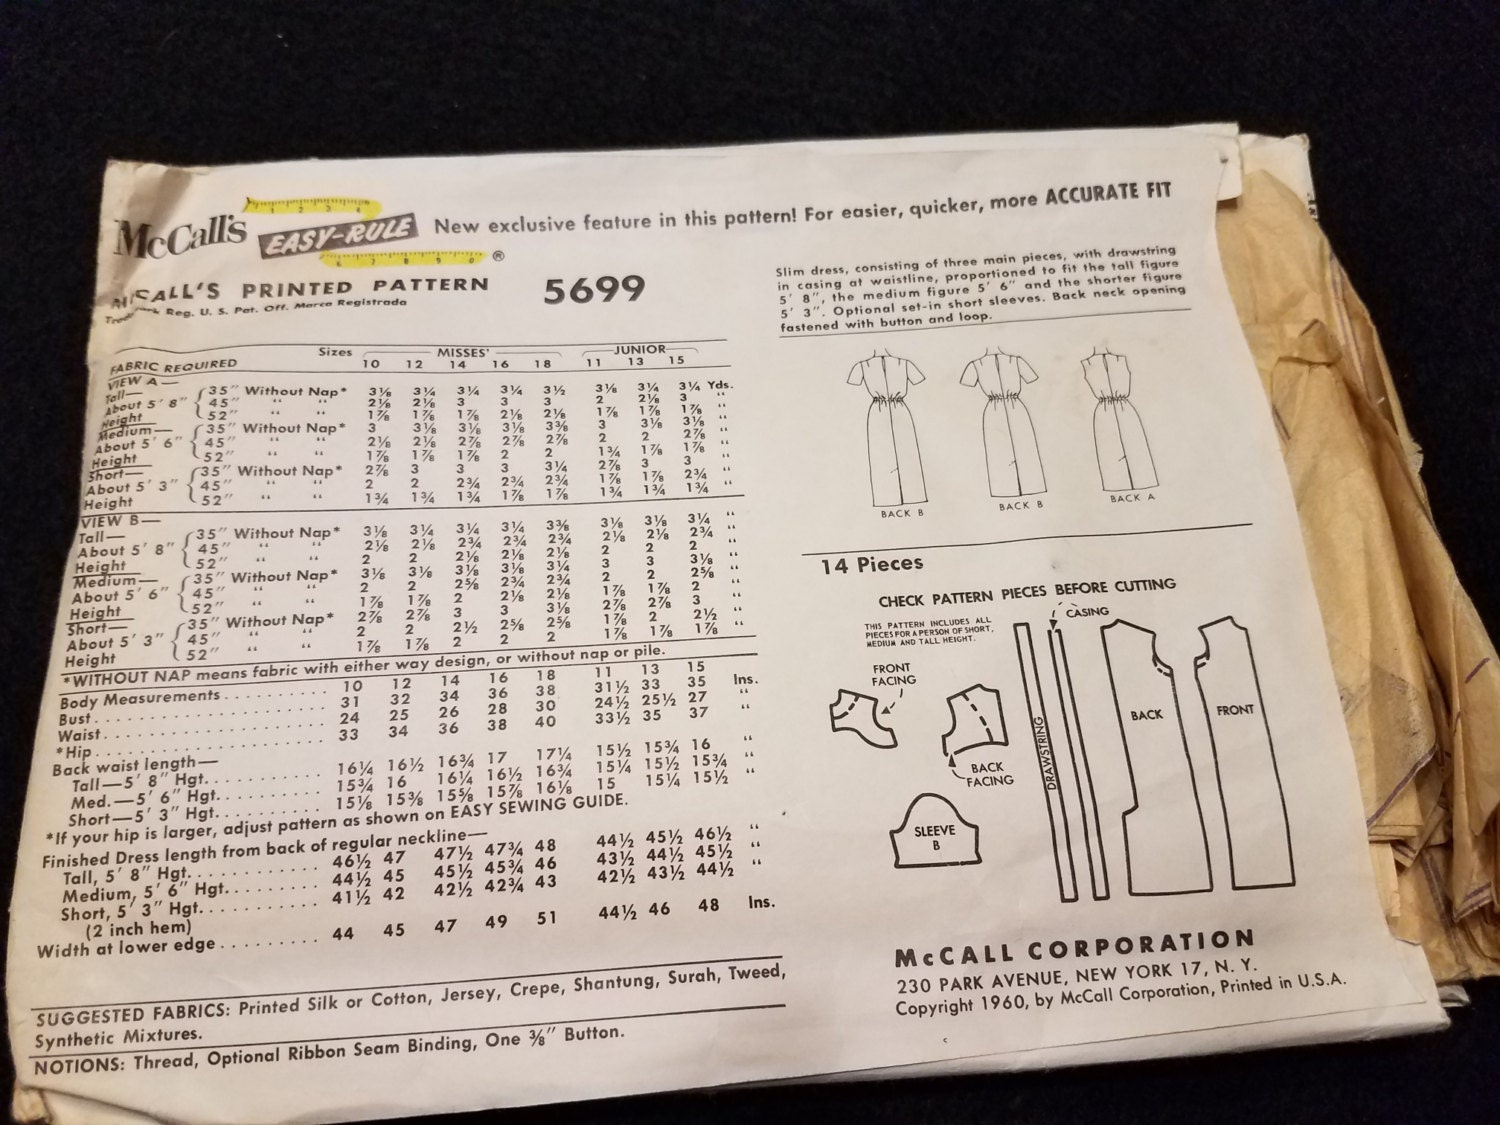 McCall's
1 2 3 4
EASY-RULE
6 7 8 9 0 ®
New exclusive feature in this pattern! For easier, quicker, more ACCURATE FIT
McCALL'S PRINTED PATTERN 5699
Trade Mark Reg. U. S. Pat. Off. Marca Registrada
Sizes MISSES' JUNIOR
FABRIC REQUIRED 10 12 14 16 18 11 13 15
VIEW A—
Tall— 35" Without Nap* 3⅛ 3¼ 3¼ 3¼ 3½ 3⅛ 3¼ 3¼ Yds.
About 5' 8" 45" " " 2⅛ 2⅛ 3 3 3 2 2⅛ 3 "
Height 52" " " 1⅞ 1⅞ 1⅞ 2⅛ 2⅛ 1⅞ 1⅞ 1⅞ "
Medium— 35" Without Nap* 3 3⅛ 3⅛ 3⅛ 3⅜ 3 3⅛ 3⅛ "
About 5' 6" 45" " " 2⅛ 2⅛ 2⅞ 2⅞ 2⅞ 2 2 2⅞ "
Height 52" " " 1⅞ 1⅞ 1⅞ 2 2 1¾ 1⅞ 1⅞ "
Short— 35" Without Nap* 2⅞ 3 3 3 3¼ 2⅞ 3 3 "
About 5' 3" 45" " " 2 2 2¾ 2¾ 2¾ 1⅞ 1⅞ 2¾ "
Height 52" " " 1¾ 1¾ 1¾ 1⅞ 1⅞ 1¾ 1¾ 1¾ "
VIEW B—
Tall— 35" Without Nap* 3⅛ 3¼ 3¼ 3¼ 3⅜ 3⅛ 3⅛ 3¼ "
About 5' 8" 45" " " 2⅛ 2⅛ 2¾ 2¾ 2¾ 2⅛ 2⅛ 2¾ "
Height 52" " " 2 2 2⅛ 2⅛ 2⅛ 2 2 2 "
Medium— 35" Without Nap* 3⅛ 3⅛ 3⅛ 3⅛ 3¼ 3 3 3⅛ "
About 5' 6" 45" " " 2 2 2⅝ 2¾ 2¾ 2 2 2⅝ "
Height 52" " " 1⅞ 1⅞ 2 2⅛ 2⅛ 1⅞ 1⅞ 2 "
Short— 35" Without Nap* 2⅞ 2⅞ 3 3 3⅛ 2⅞ 2⅞ 3 "
About 5' 3" 45" " " 2 2 2½ 2⅝ 2⅝ 1⅞ 2 2½ "
Height 52" " " 1⅞ 1⅞ 2 2 2 1⅞ 1⅞ 1⅞ "
*WITHOUT NAP means fabric with either way design, or without nap or pile.
Body Measurements 10 12 14 16 18 11 13 15
Bust 31 32 34 36 38 31½ 33 35 Ins.
Waist 24 25 26 28 30 24½ 25½ 27 "
*Hip 33 34 36 38 40 33½ 35 37 "
Back waist length—
Tall—5' 8" Hgt. 16¼ 16½ 16¾ 17 17¼ 15½ 15¾ 16 "
Med.—5' 6" Hgt. 15¾ 16 16¼ 16½ 16¾ 15¼ 15½ 15¾ "
Short—5' 3" Hgt. 15⅛ 15⅜ 15⅝ 15⅞ 16⅛ 15 15¼ 15½ "
*If your hip is larger, adjust pattern as shown on EASY SEWING GUIDE.
Finished Dress length from back of regular neckline—
Tall, 5' 8" Hgt. 46½ 47 47½ 47¾ 48 44½ 45½ 46½ "
Medium, 5' 6" Hgt. 44½ 45 45½ 45¾ 46 43½ 44½ 45½ "
Short, 5' 3" Hgt. 41½ 42 42½ 42¾ 43 42½ 43½ 44½ "
(2 inch hem)
Width at lower edge 44 45 47 49 51 44½ 46 48 Ins.
SUGGESTED FABRICS: Printed Silk or Cotton, Jersey, Crepe, Shantung, Surah, Tweed,
Synthetic Mixtures.
NOTIONS: Thread, Optional Ribbon Seam Binding, One ⅜" Button.
Slim dress, consisting of three main pieces, with drawstring
in casing at waistline, proportioned to fit the tall figure
5' 8", the medium figure 5' 6" and the shorter figure
5' 3". Optional set-in short sleeves. Back neck opening
fastened with button and loop.
BACK B
BACK B
BACK A
14 Pieces
CHECK PATTERN PIECES BEFORE CUTTING
THIS PATTERN INCLUDES ALL
PIECES FOR A PERSON OF SHORT,
MEDIUM AND TALL HEIGHT.
CASING
FRONT
FACING
BACK
FACING
DRAWSTRING
BACK
FRONT
SLEEVE
B
McCALL CORPORATION
230 PARK AVENUE, NEW YORK 17, N. Y.
Copyright 1960, by McCall Corporation, Printed in U.S.A.